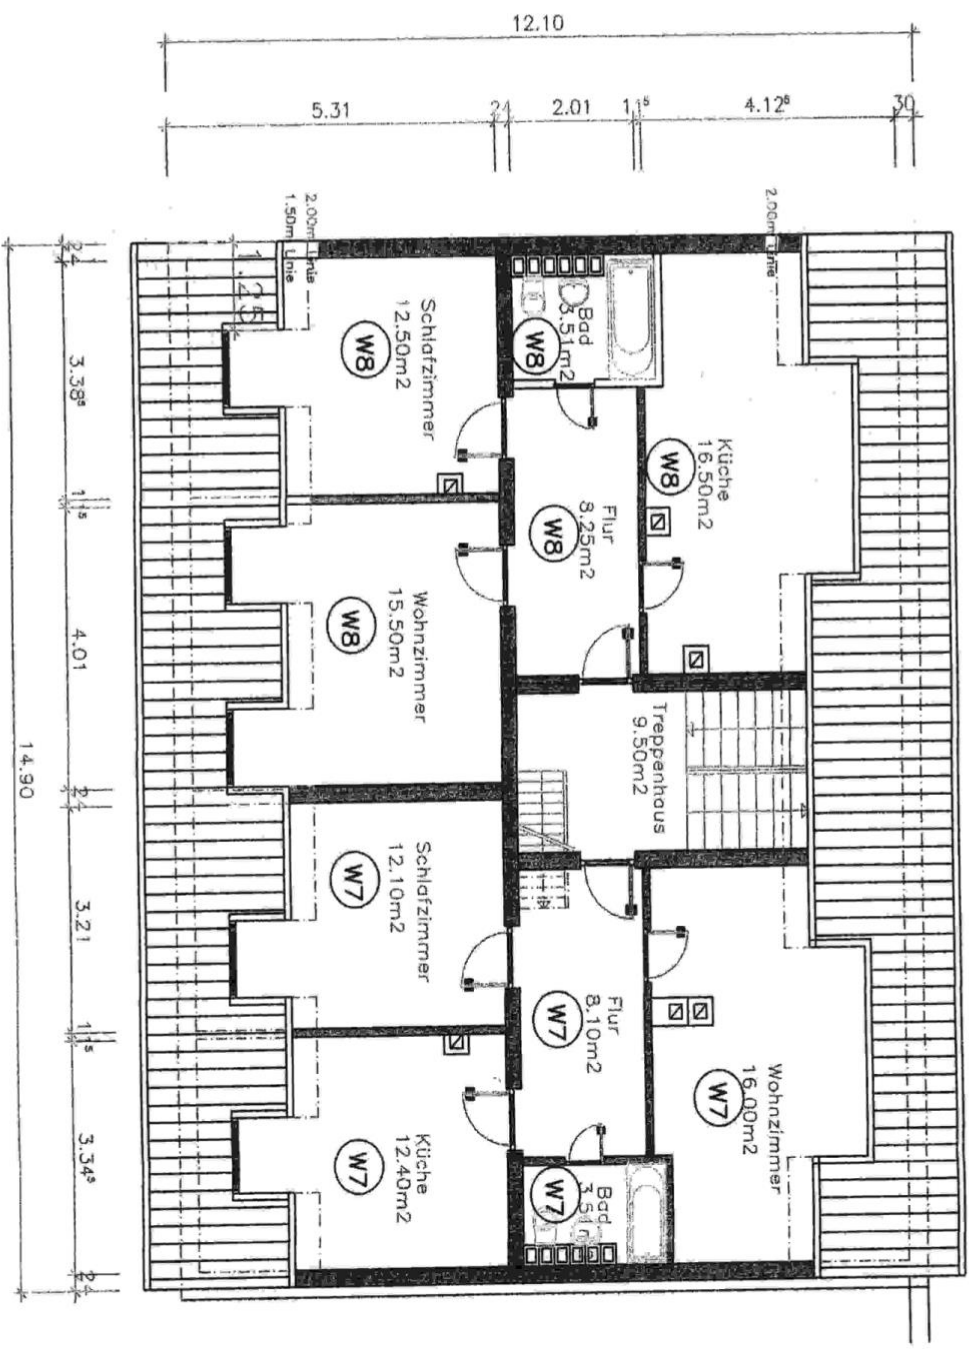 12.10
5.31
24
2.01
11⁵
4.12⁵
30
2.00m Linie
1.50m Linie
2.00m Linie
1.25
24
3.38⁵
11⁵
4.01
24
3.21
11⁵
3.34⁵
24
14.90
Schlafzimmer
12.50m2
W8
Bad
3.51m2
W8
Küche
16.50m2
W8
Flur
8.25m2
W8
Wohnzimmer
15.50m2
W8
Treppenhaus
9.50m2
Schlafzimmer
12.10m2
W7
Flur
8.10m2
W7
Wohnzimmer
16.00m2
W7
Küche
12.40m2
W7
Bad
3.51m
W7